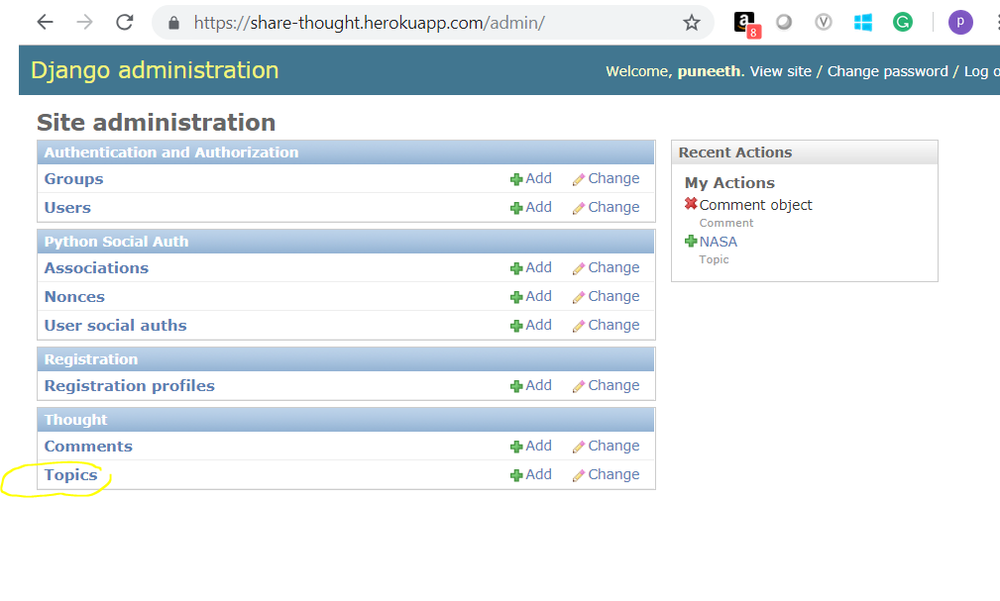 https://share-thought.herokuapp.com/admin/
a
8
V
G
p
Django administration
Welcome, puneeth. View site / Change password / Log o
Site administration
Authentication and Authorization
Groups Add Change
Users Add Change
Python Social Auth
Associations Add Change
Nonces Add Change
User social auths Add Change
Registration
Registration profiles Add Change
Thought
Comments Add Change
Topics Add Change
Recent Actions
My Actions
Comment object
Comment
NASA
Topic